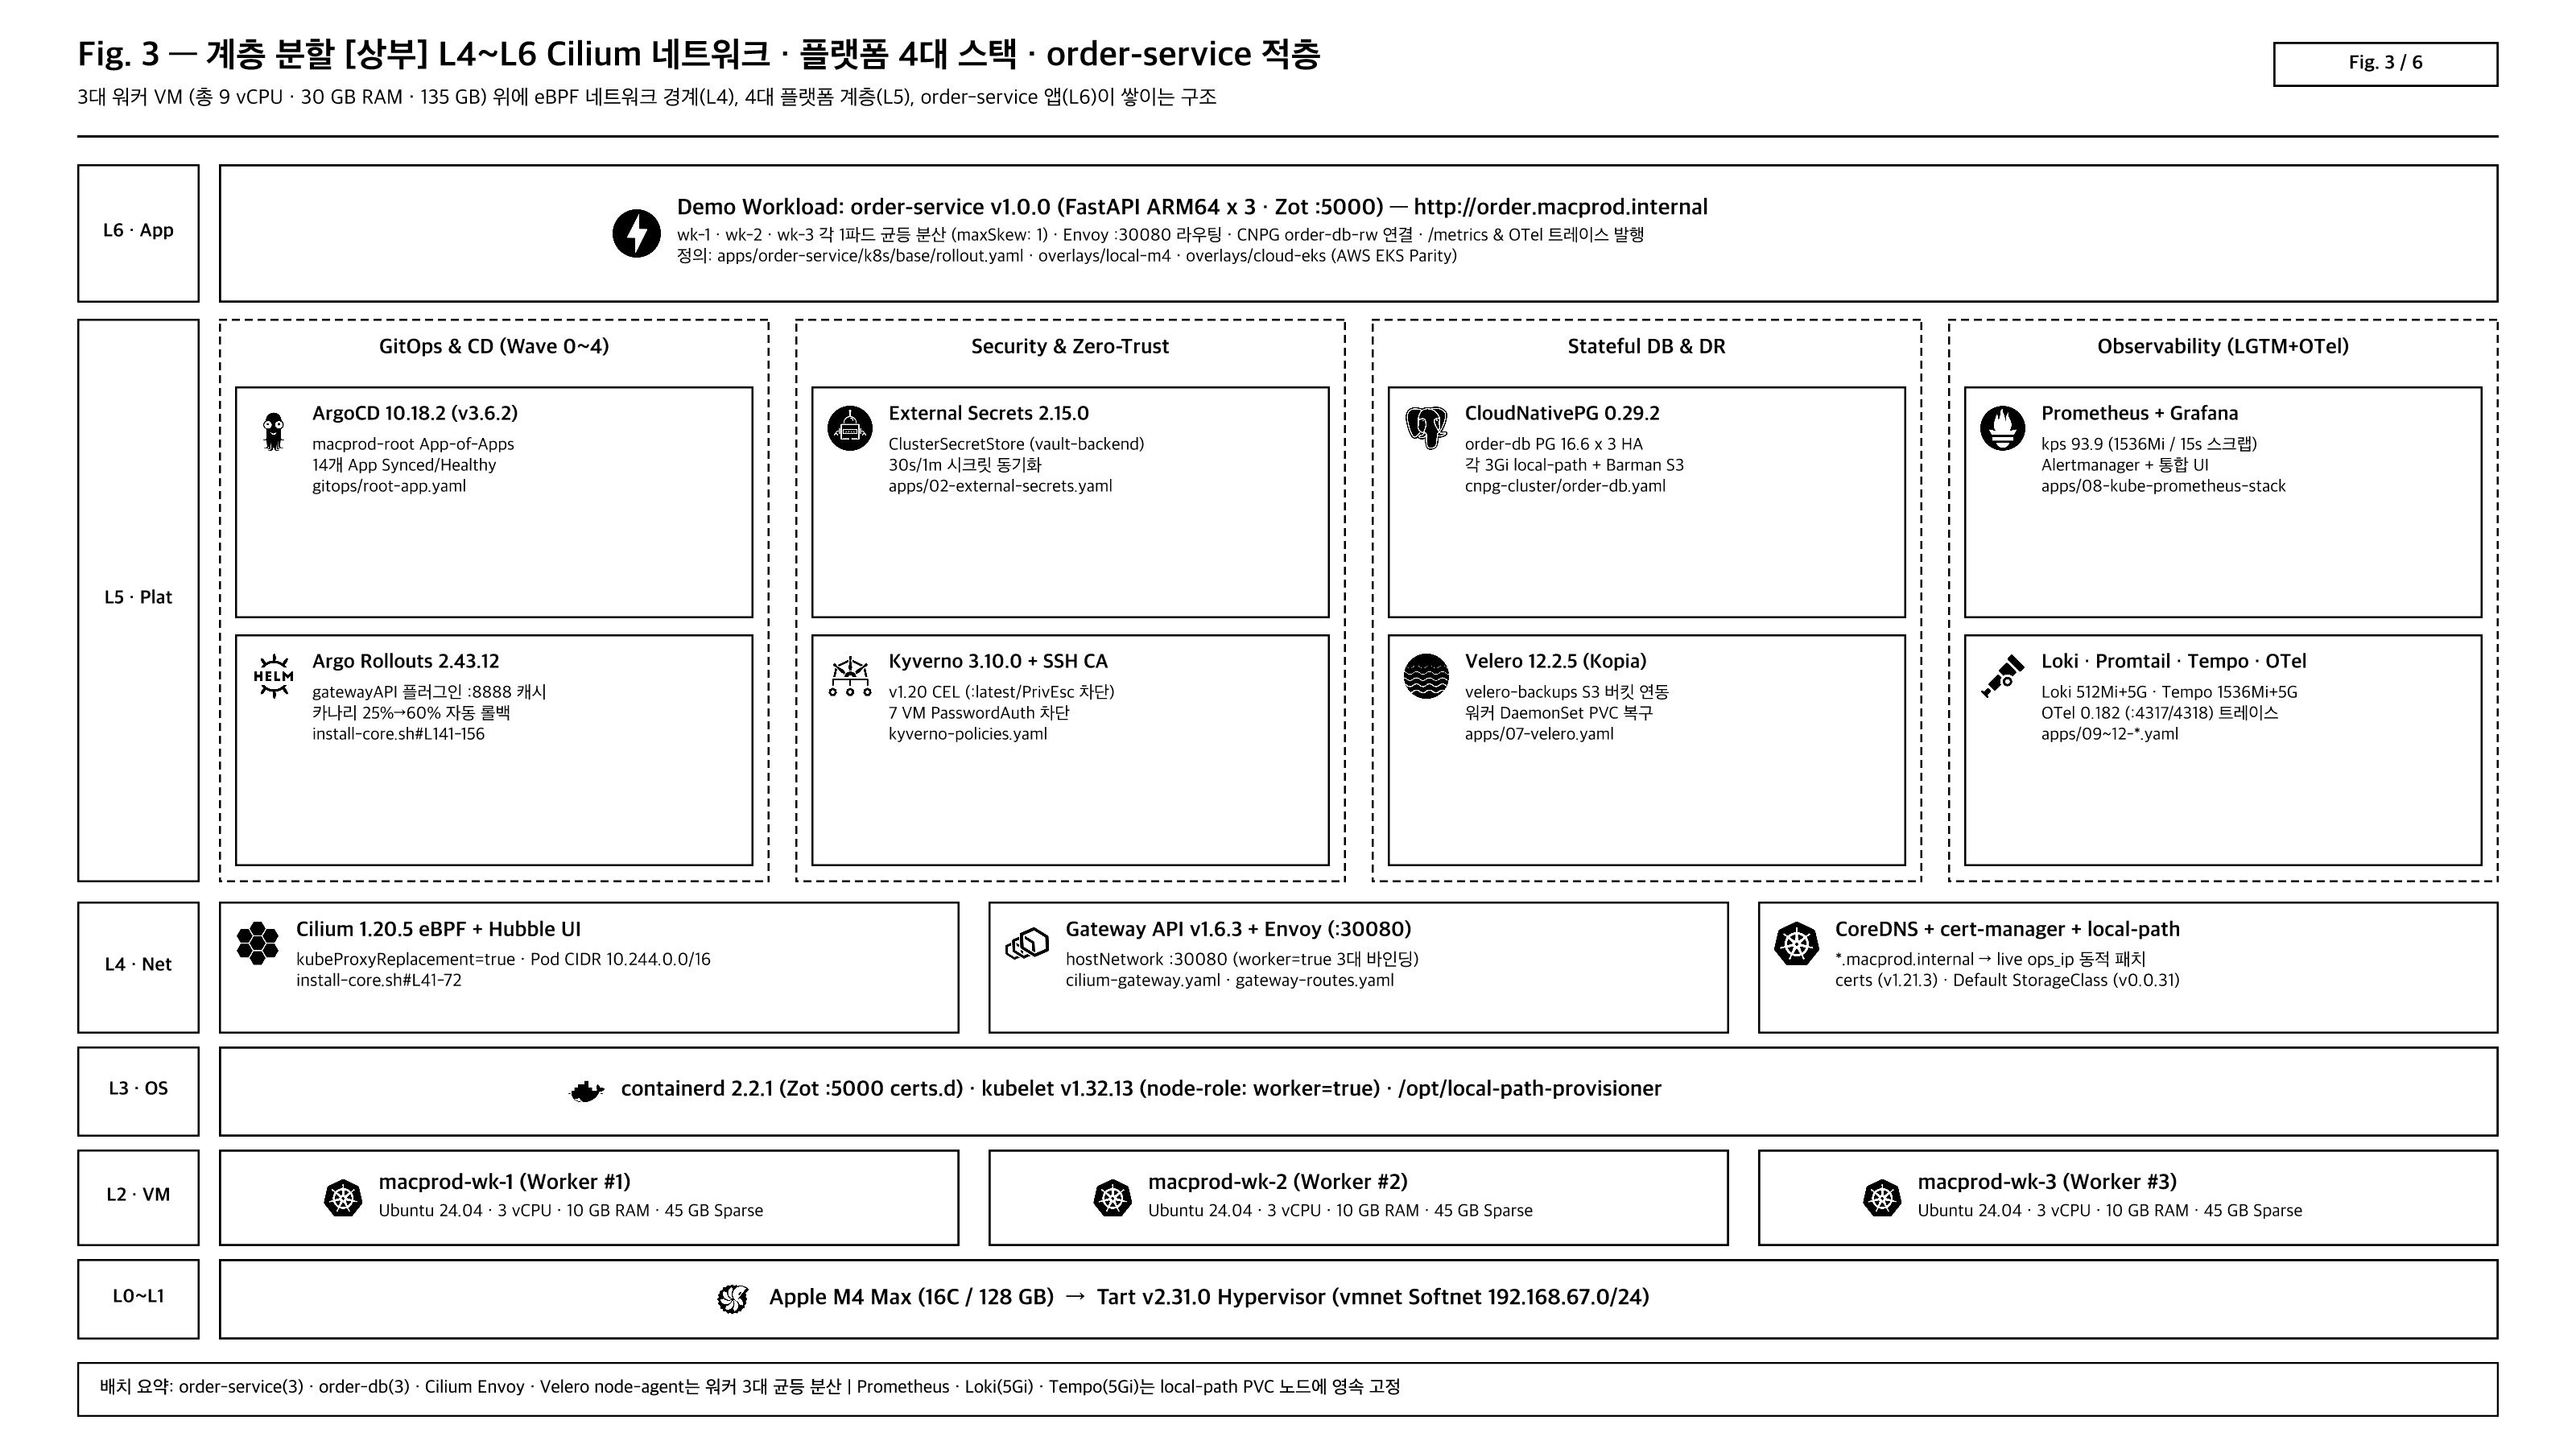 Fig. 3 — 계층 분할 [상부] L4~L6 Cilium 네트워크 · 플랫폼 4대 스택 · order-service 적층
Fig. 3 / 6
3대 워커 VM (총 9 vCPU · 30 GB RAM · 135 GB) 위에 eBPF 네트워크 경계(L4), 4대 플랫폼 계층(L5), order-service 앱(L6)이 쌓이는 구조
L6 · App
Demo Workload: order-service v1.0.0 (FastAPI ARM64 x 3 · Zot :5000) — http://order.macprod.internal
wk-1 · wk-2 · wk-3 각 1파드 균등 분산 (maxSkew: 1) · Envoy :30080 라우팅 · CNPG order-db-rw 연결 · /metrics & OTel 트레이스 발행
정의: apps/order-service/k8s/base/rollout.yaml · overlays/local-m4 · overlays/cloud-eks (AWS EKS Parity)
L5 · Plat
GitOps & CD (Wave 0~4)
ArgoCD 10.18.2 (v3.6.2)
macprod-root App-of-Apps
14개 App Synced/Healthy
gitops/root-app.yaml
HELM
Argo Rollouts 2.43.12
gatewayAPI 플러그인 :8888 캐시
카나리 25%→60% 자동 롤백
install-core.sh#L141-156
Security & Zero-Trust
External Secrets 2.15.0
ClusterSecretStore (vault-backend)
30s/1m 시크릿 동기화
apps/02-external-secrets.yaml
Kyverno 3.10.0 + SSH CA
v1.20 CEL (:latest/PrivEsc 차단)
7 VM PasswordAuth 차단
kyverno-policies.yaml
Stateful DB & DR
CloudNativePG 0.29.2
order-db PG 16.6 x 3 HA
각 3Gi local-path + Barman S3
cnpg-cluster/order-db.yaml
Velero 12.2.5 (Kopia)
velero-backups S3 버킷 연동
워커 DaemonSet PVC 복구
apps/07-velero.yaml
Observability (LGTM+OTel)
Prometheus + Grafana
kps 93.9 (1536Mi / 15s 스크랩)
Alertmanager + 통합 UI
apps/08-kube-prometheus-stack
Loki · Promtail · Tempo · OTel
Loki 512Mi+5G · Tempo 1536Mi+5G
OTel 0.182 (:4317/4318) 트레이스
apps/09~12-*.yaml
L4 · Net
Cilium 1.20.5 eBPF + Hubble UI
kubeProxyReplacement=true · Pod CIDR 10.244.0.0/16
install-core.sh#L41-72
Gateway API v1.6.3 + Envoy (:30080)
hostNetwork :30080 (worker=true 3대 바인딩)
cilium-gateway.yaml · gateway-routes.yaml
CoreDNS + cert-manager + local-path
*.macprod.internal → live ops_ip 동적 패치
certs (v1.21.3) · Default StorageClass (v0.0.31)
L3 · OS
containerd 2.2.1 (Zot :5000 certs.d) · kubelet v1.32.13 (node-role: worker=true) · /opt/local-path-provisioner
L2 · VM
macprod-wk-1 (Worker #1)
Ubuntu 24.04 · 3 vCPU · 10 GB RAM · 45 GB Sparse
macprod-wk-2 (Worker #2)
Ubuntu 24.04 · 3 vCPU · 10 GB RAM · 45 GB Sparse
macprod-wk-3 (Worker #3)
Ubuntu 24.04 · 3 vCPU · 10 GB RAM · 45 GB Sparse
L0~L1
Apple M4 Max (16C / 128 GB) → Tart v2.31.0 Hypervisor (vmnet Softnet 192.168.67.0/24)
배치 요약: order-service(3) · order-db(3) · Cilium Envoy · Velero node-agent는 워커 3대 균등 분산 | Prometheus · Loki(5Gi) · Tempo(5Gi)는 local-path PVC 노드에 영속 고정